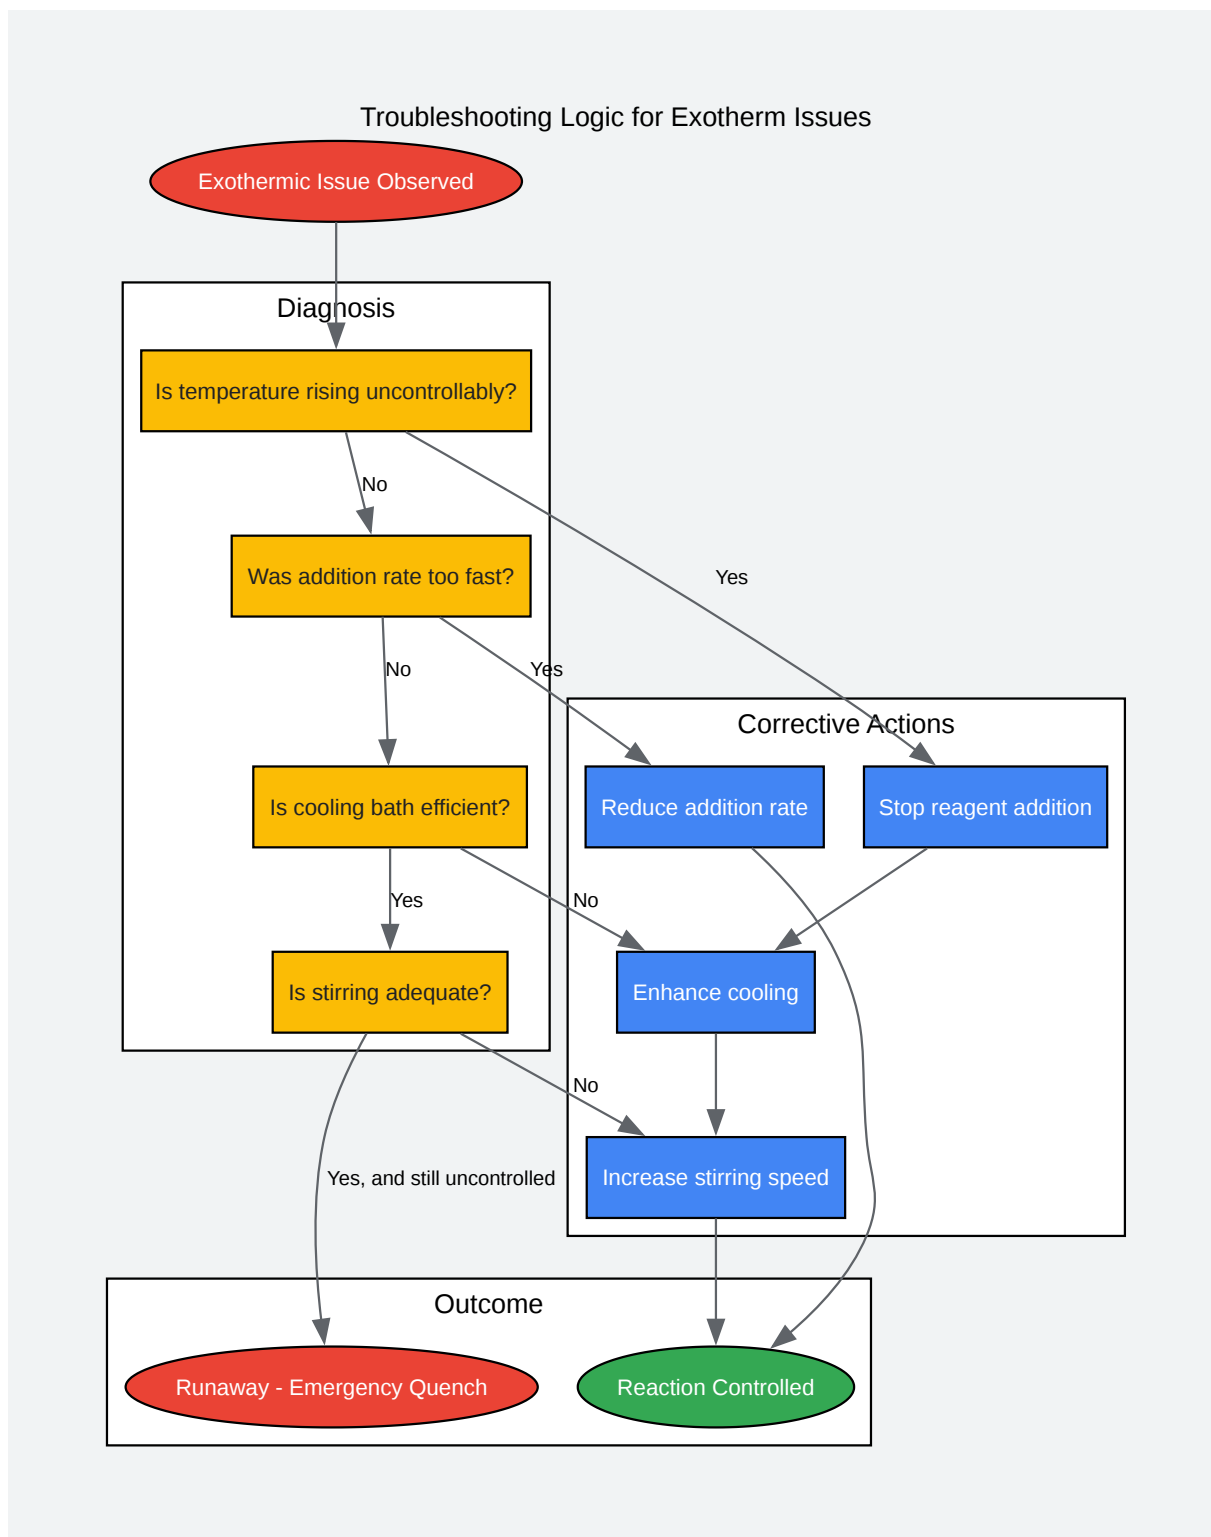 Troubleshooting Logic for Exotherm Issues
Exothermic Issue Observed
Diagnosis
Is temperature rising uncontrollably?
No
Yes
Was addition rate too fast?
No
Yes
Corrective Actions
Is cooling bath efficient?
Reduce addition rate
Stop reagent addition
Yes
No
Is stirring adequate?
Enhance cooling
No
Yes, and still uncontrolled
Increase stirring speed
Outcome
Runaway - Emergency Quench
Reaction Controlled